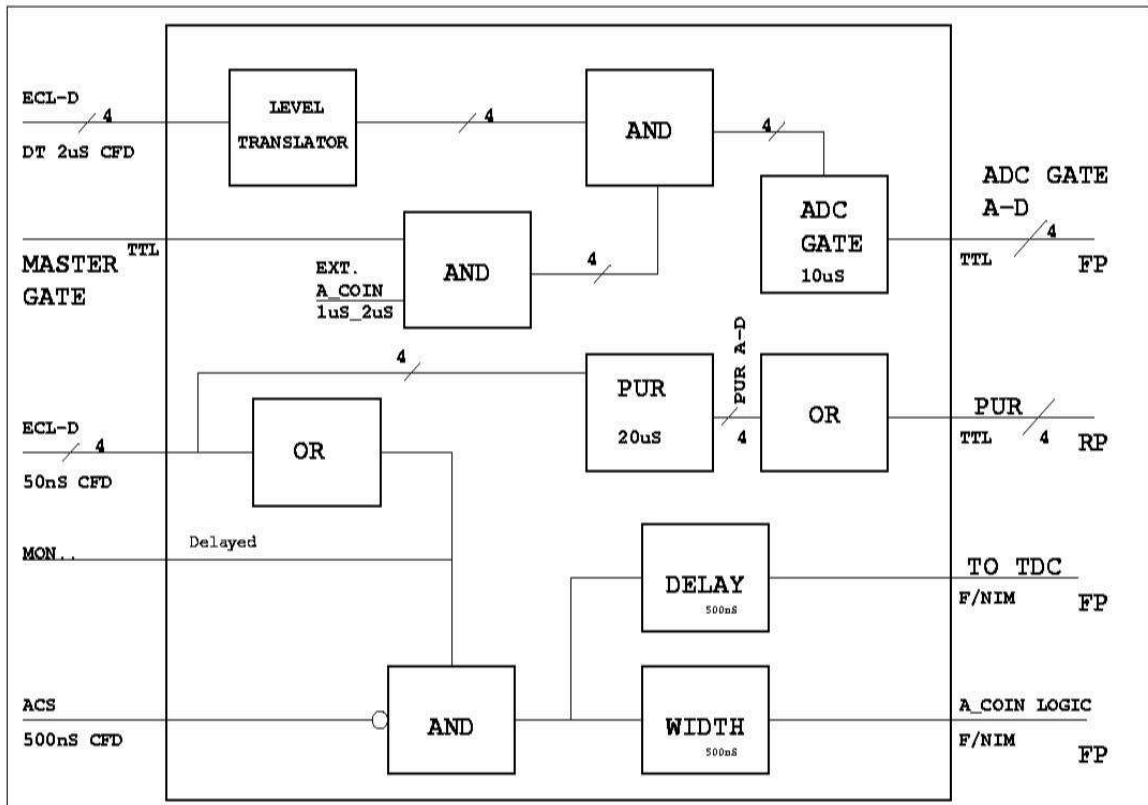 ECL-D
4
DT 2uS CFD
LEVEL
TRANSLATOR
4
AND
4
ADC GATE
A-D
4
TTL
FP
ADC
GATE
10uS
MASTER
GATE
TTL
EXT.
A_COIN
1uS_2uS
AND
4
4
PUR
20uS
PUR A-D
4
OR
PUR
TTL
4
RP
ECL-D
4
50nS CFD
OR
MON..
Delayed
DELAY
500nS
TO TDC
F/NIM
FP
ACS
500nS CFD
AND
WIDTH
500nS
A_COIN LOGIC
F/NIM
FP